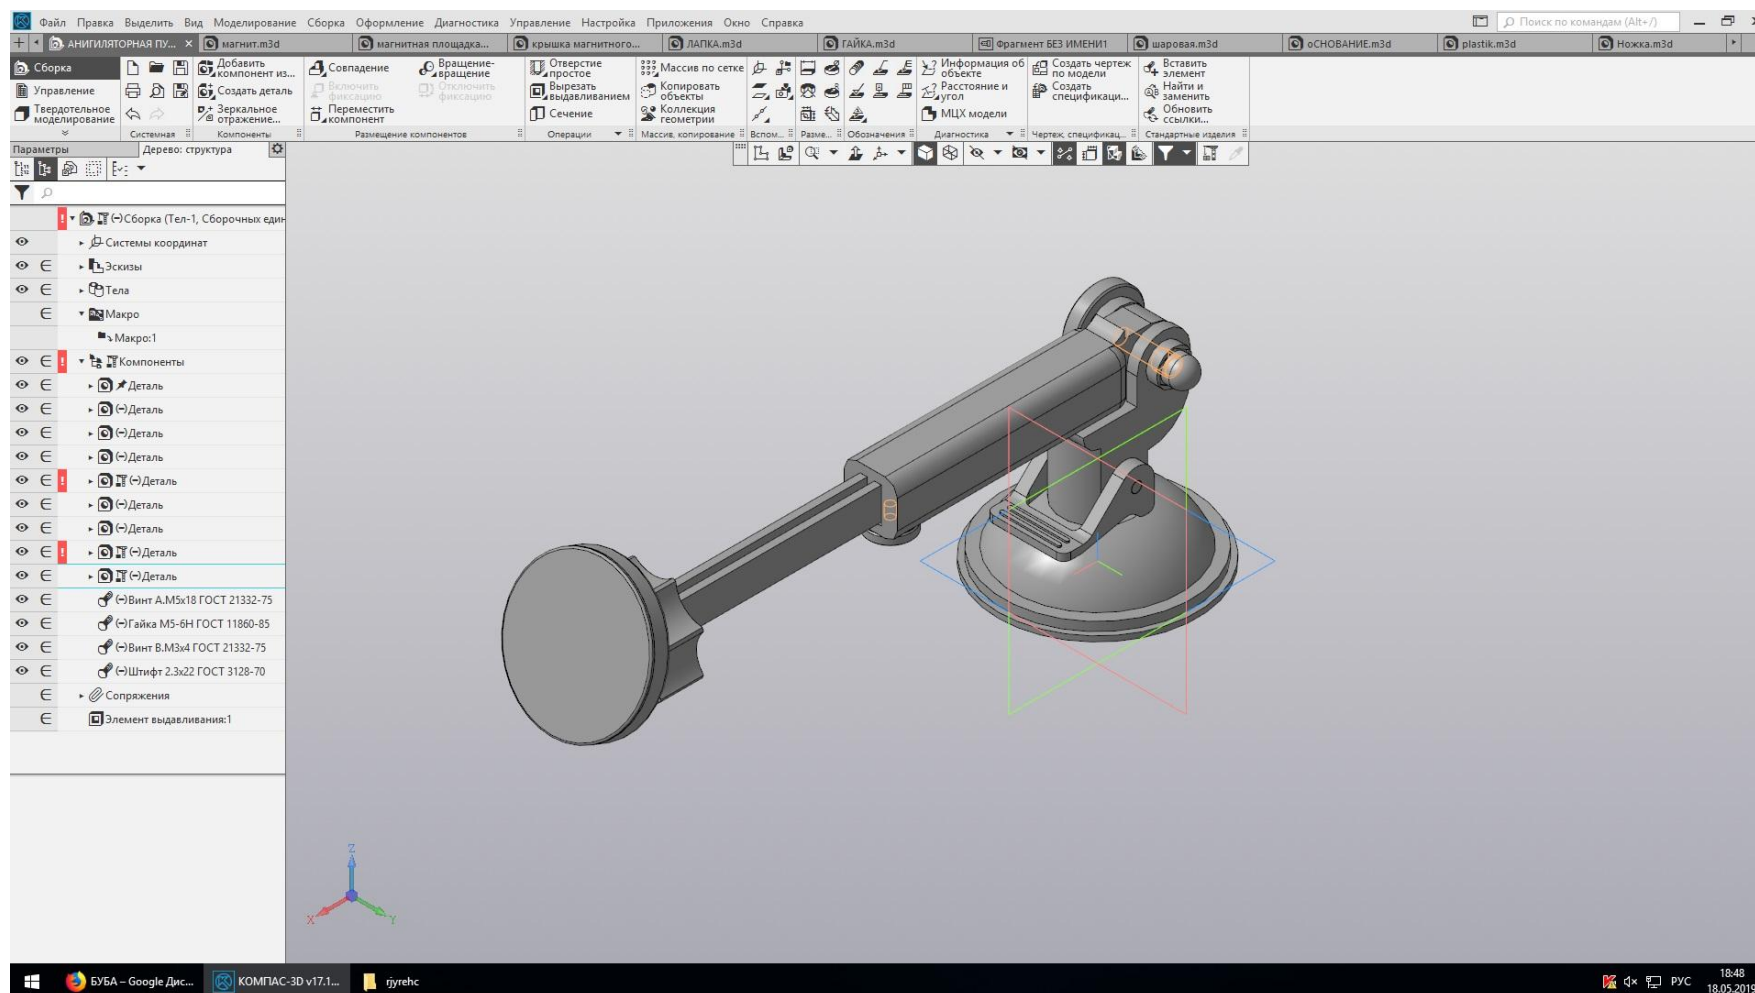 Файл Правка Выделить Вид Моделирование Сборка Оформление Диагностика Управление Настройка Приложения Окно Справка
Поиск по командам (Alt+/)
АНИГИЛЯТОРНАЯ ПУ... магнит.m3d магнитная площадка... крышка магнитного... ЛАПКА.m3d ГАЙКА.m3d Фрагмент БЕЗ ИМЕНИ1 шаровая.m3d оСНОВАНИЕ.m3d plastik.m3d Ножка.m3d
Сборка
Управление
Твердотельное
моделирование
Системная
Добавить
компонент из...
Создать деталь
Зеркальное
отражение...
Компоненты
Совпадение
Включить
фиксацию
Переместить
компонент
Вращение-
вращение
Отключить
фиксацию
Размещение компонентов
Отверстие
простое
Вырезать
выдавливанием
Сечение
Операции
Массив по сетке
Копировать
объекты
Коллекция
геометрии
Массив, копирование
Вспом...
Разме...
Обозначения
Информация об
объекте
Расстояние и
угол
МЦХ модели
Диагностика
Создать чертеж
по модели
Создать
спецификаци...
Чертеж, спецификац...
Вставить
элемент
Найти и
заменить
Обновить
ссылки...
Стандартные изделия
Параметры
Дерево: структура
(-)Сборка (Тел-1, Сборочных един
Системы координат
Эскизы
Тела
Макро
Макро:1
Компоненты
Деталь
(-)Деталь
(-)Деталь
(-)Деталь
(-)Деталь
(-)Деталь
(-)Деталь
(-)Деталь
(-)Деталь
(-)Винт А.М5х18 ГОСТ 21332-75
(-)Гайка М5-6Н ГОСТ 11860-85
(-)Винт В.М3х4 ГОСТ 21332-75
(-)Штифт 2.3х22 ГОСТ 3128-70
Сопряжения
Элемент выдавливания:1
Z
X
Y
БУБА – Google Дис...
КОМПАС-3D v17.1...
rjyrehc
РУС
18:48
18.05.2019